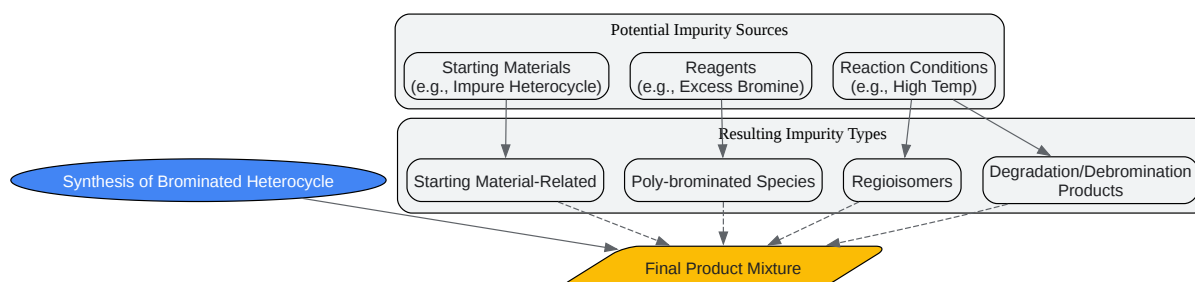 Potential Impurity Sources
Starting Materials
(e.g., Impure Heterocycle)
Reagents
(e.g., Excess Bromine)
Reaction Conditions
(e.g., High Temp)
Resulting Impurity Types
Synthesis of Brominated Heterocycle
Starting Material-Related
Poly-brominated Species
Regioisomers
Degradation/Debromination
Products
Final Product Mixture